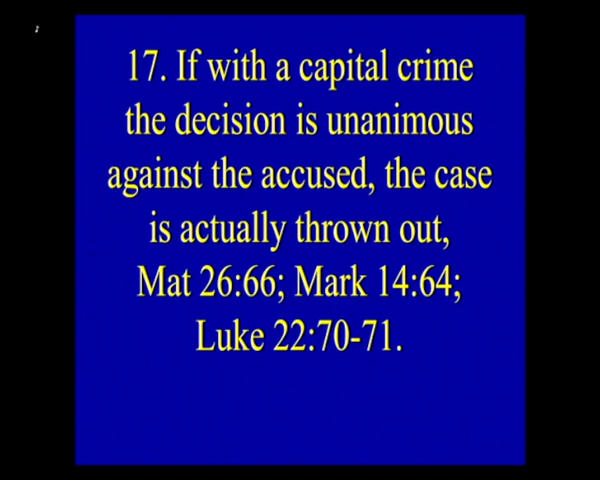 17. If with a capital crime
the decision is unanimous
against the accused, the case
is actually thrown out,
Mat 26:66; Mark 14:64;
Luke 22:70-71.